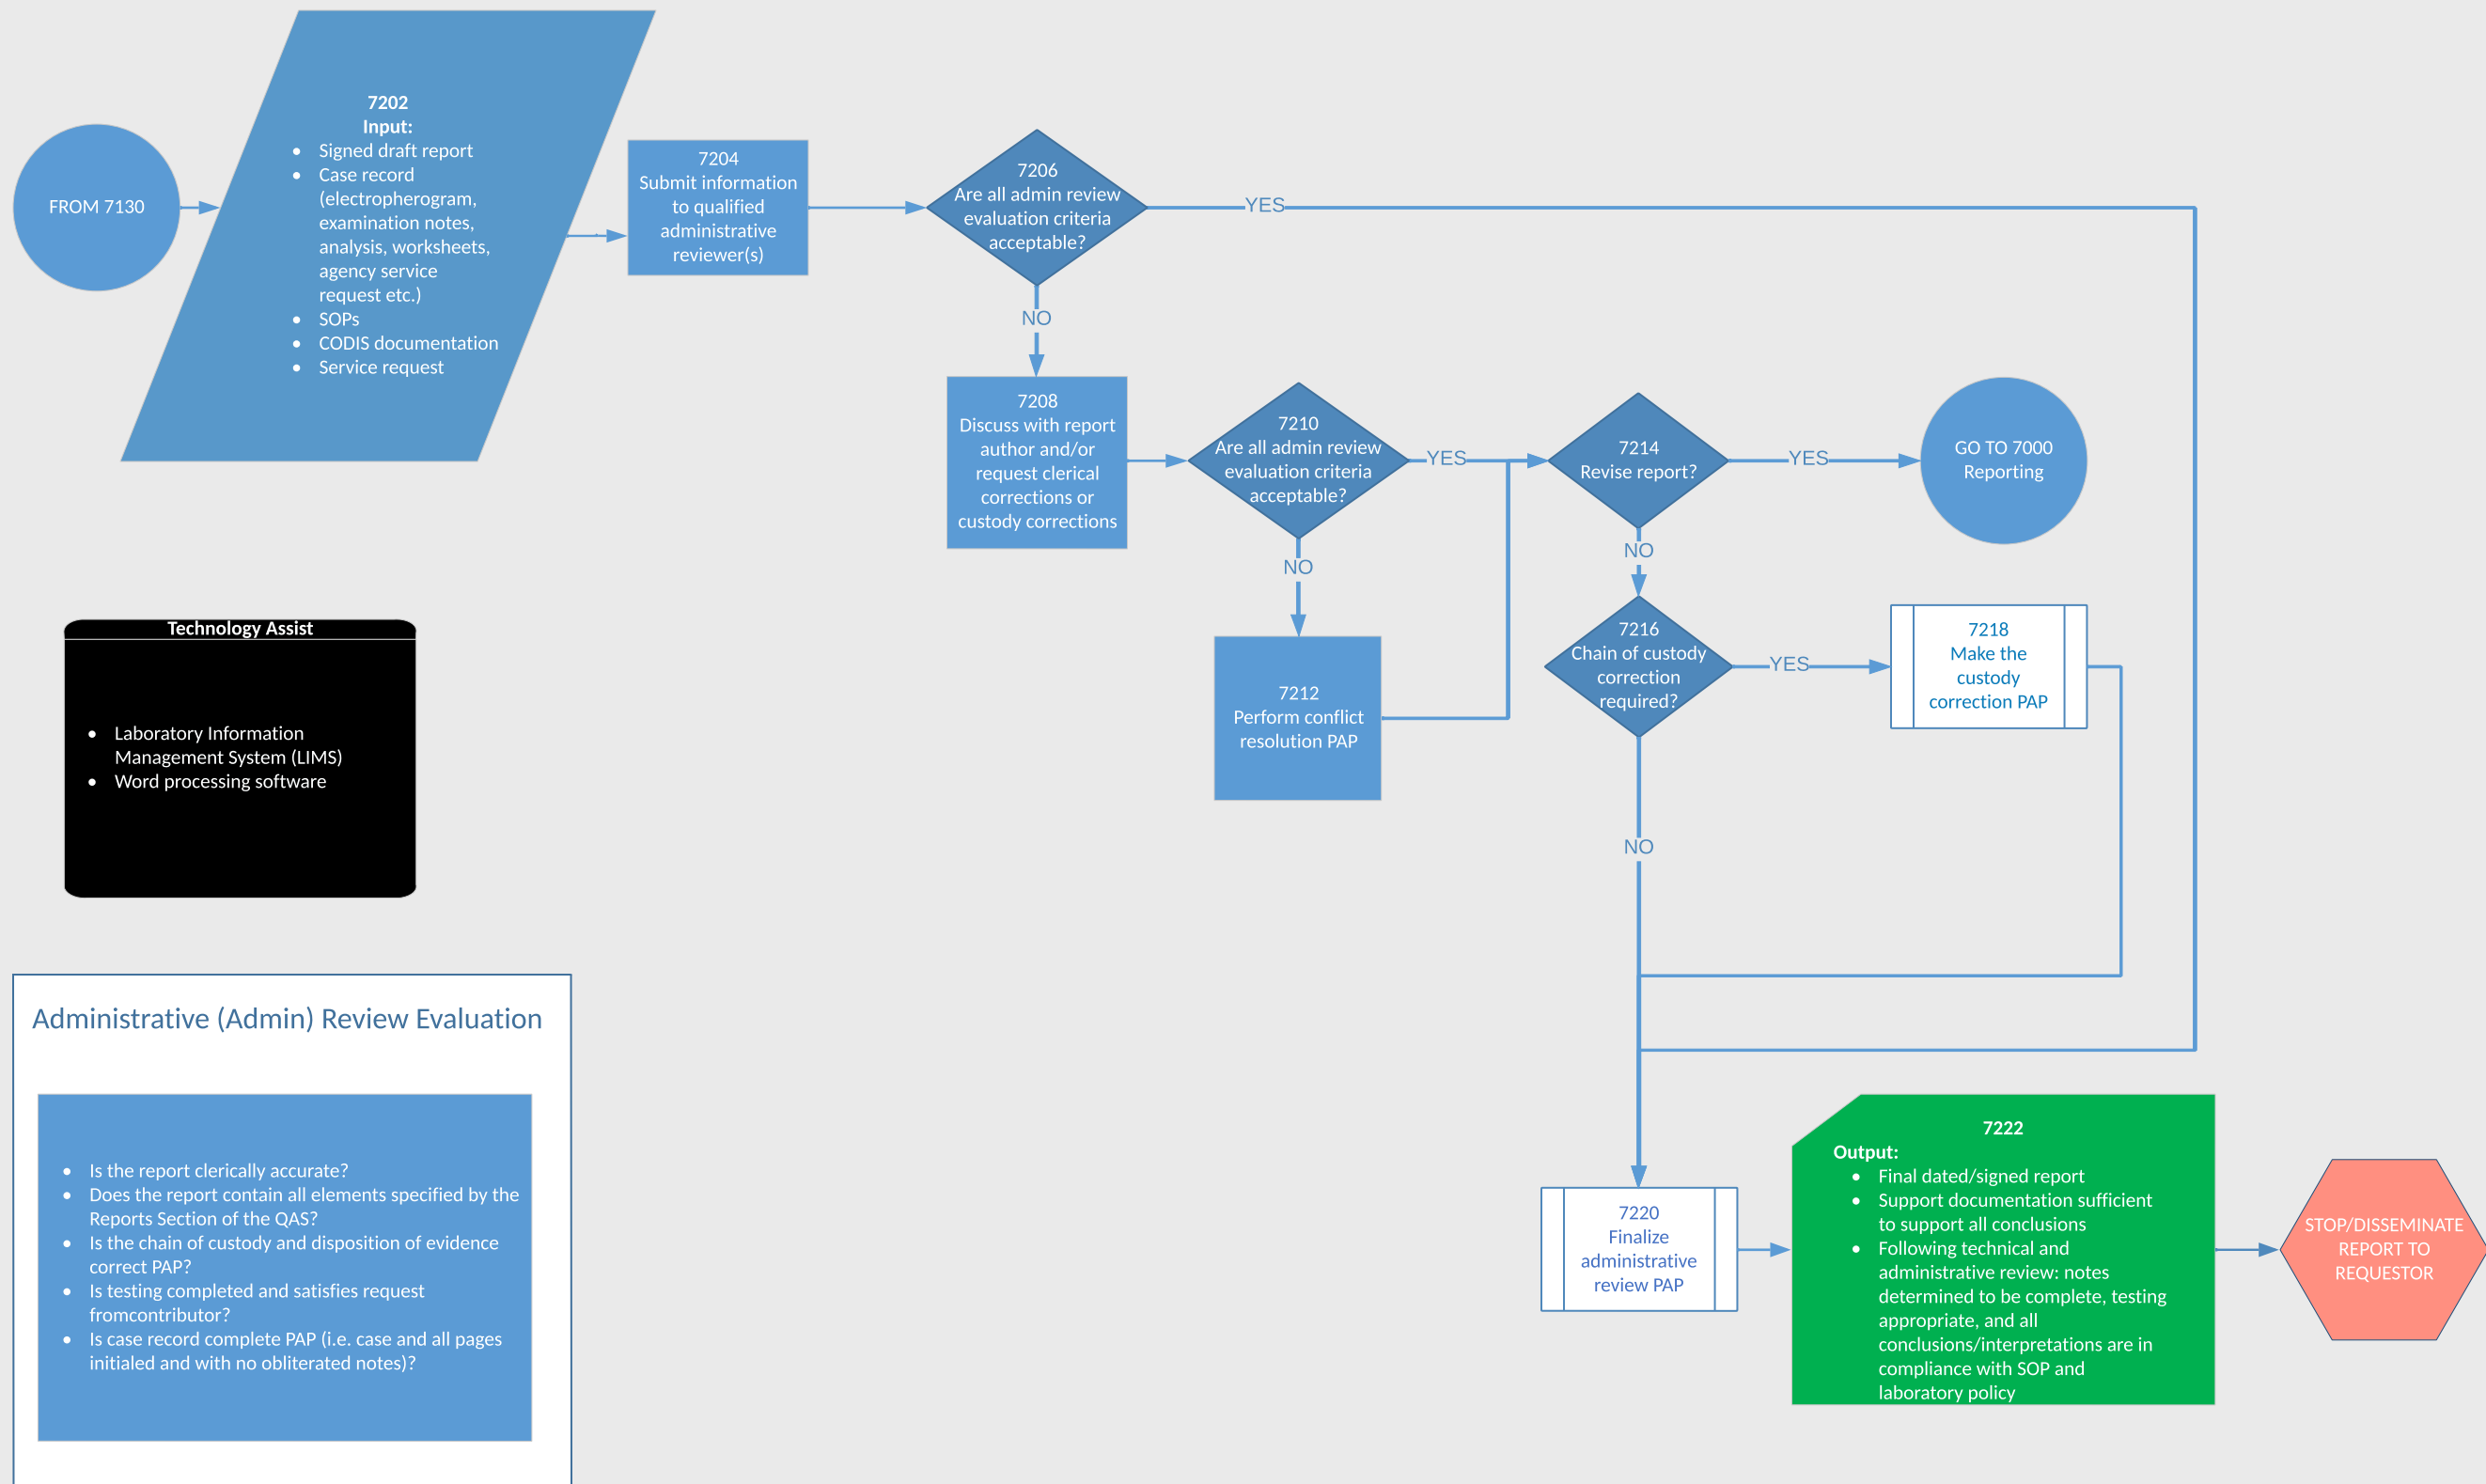 FROM 7130
7202
Input:
• Signed draft report
• Case record
(electropherogram,
examination notes,
analysis, worksheets,
agency service
request etc.)
• SOPs
• CODIS documentation
• Service request
7204
Submit information
to qualified
administrative
reviewer(s)
7206
Are all admin review
evaluation criteria
acceptable?
YES
NO
7208
Discuss with report
author and/or
request clerical
corrections or
custody corrections
7210
Are all admin review
evaluation criteria
acceptable?
YES
NO
7212
Perform conflict
resolution PAP
7214
Revise report?
YES
GO TO 7000
Reporting
NO
7216
Chain of custody
correction
required?
YES
7218
Make the
custody
correction PAP
NO
Technology Assist
• Laboratory Information
Management System (LIMS)
• Word processing software
Administrative (Admin) Review Evaluation
• Is the report clerically accurate?
• Does the report contain all elements specified by the
Reports Section of the QAS?
• Is the chain of custody and disposition of evidence
correct PAP?
• Is testing completed and satisfies request
fromcontributor?
• Is case record complete PAP (i.e. case and all pages
initialed and with no obliterated notes)?
7220
Finalize
administrative
review PAP
7222
Output:
• Final dated/signed report
• Support documentation sufficient
to support all conclusions
• Following technical and
administrative review: notes
determined to be complete, testing
appropriate, and all
conclusions/interpretations are in
compliance with SOP and
laboratory policy
STOP/DISSEMINATE
REPORT TO
REQUESTOR